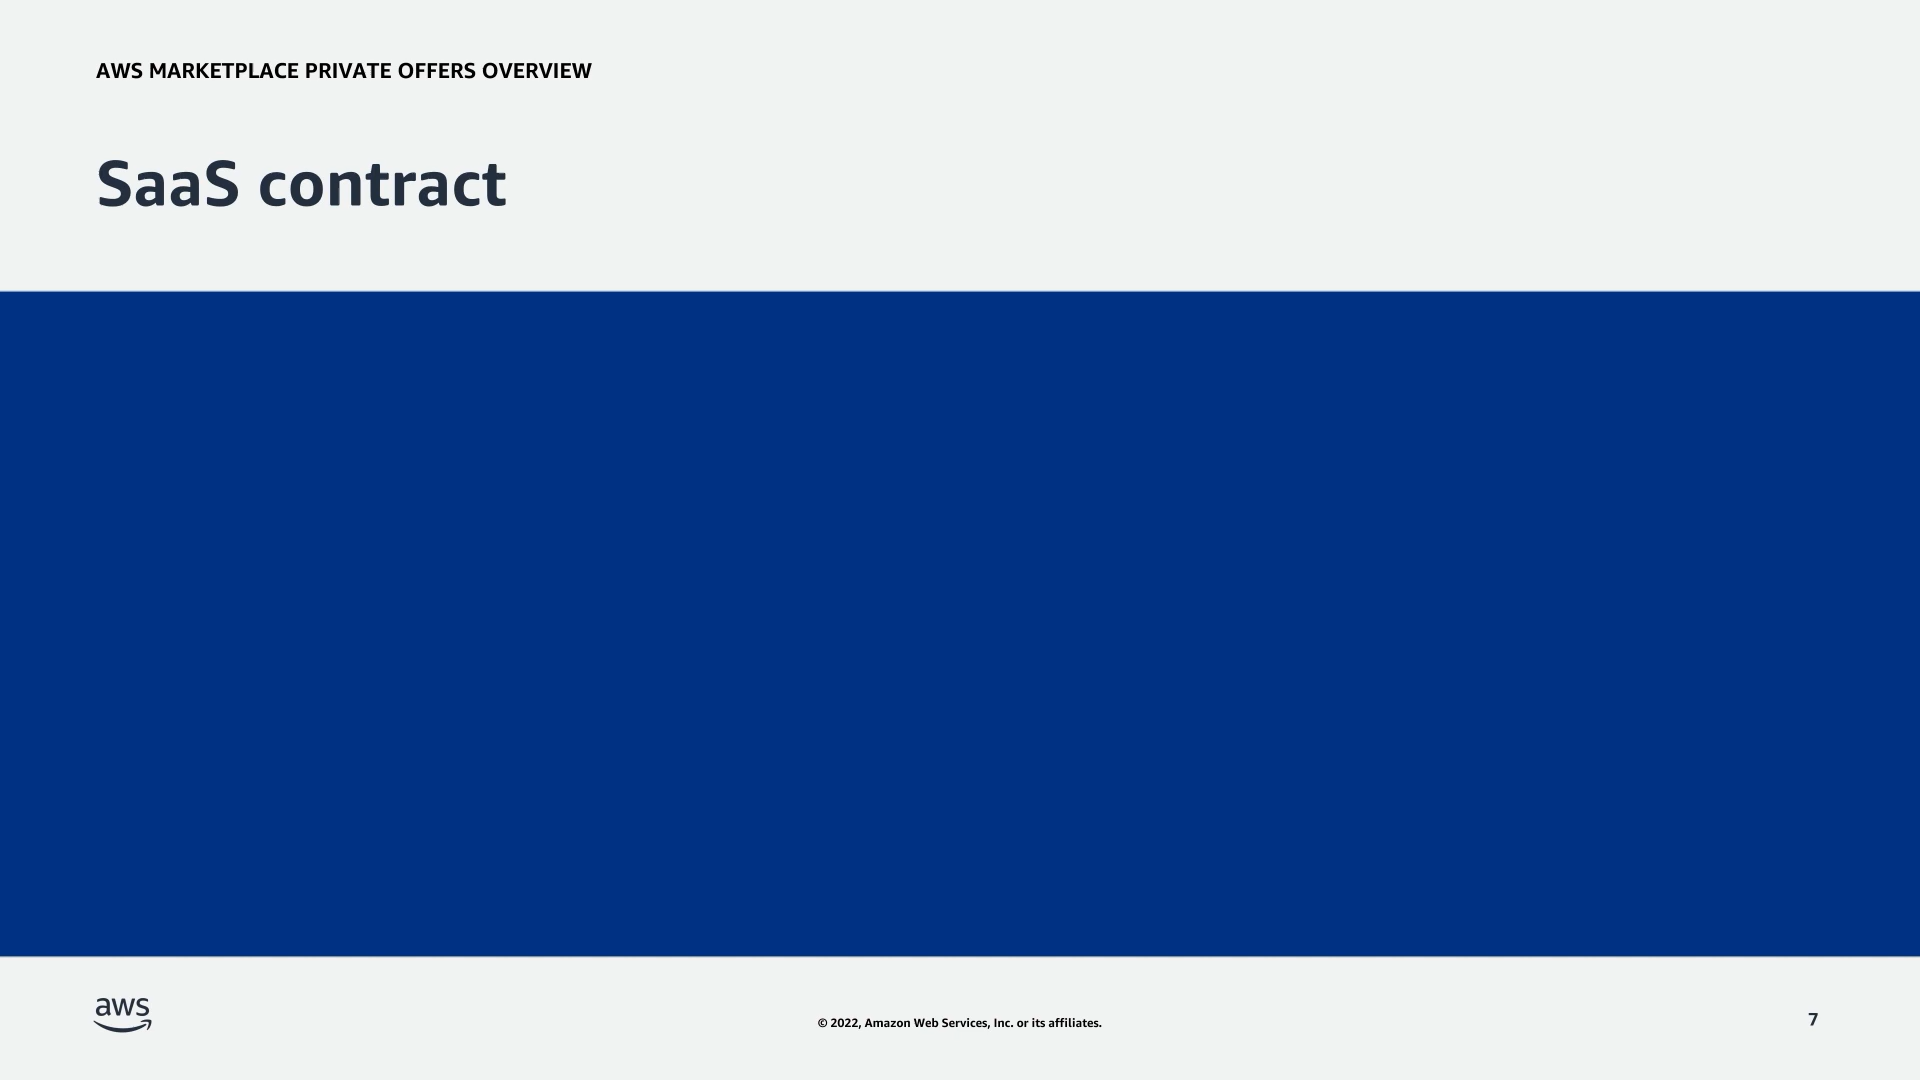 AWS MARKETPLACE PRIVATE OFFERS OVERVIEW
SaaS contract
aws
© 2022, Amazon Web Services, Inc. or its affiliates.
7